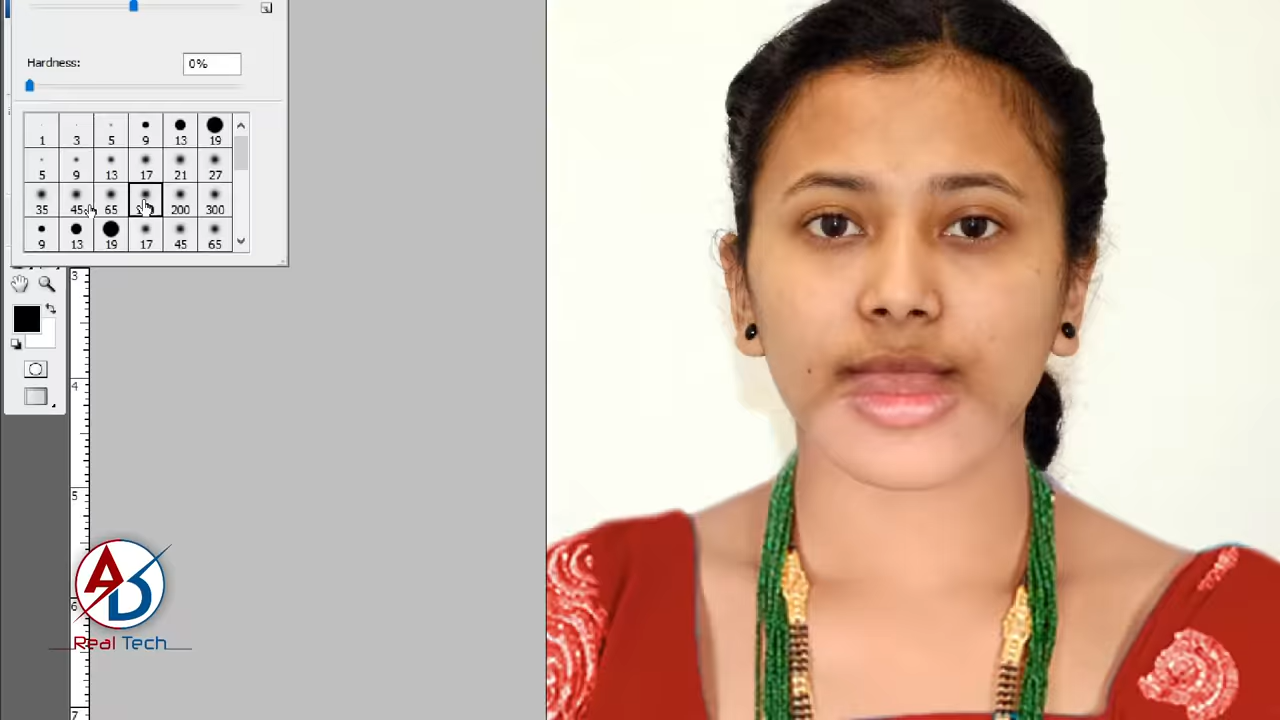 Hardness: 0%
1 3 5 9 13 19
5 9 13 17 21 27
35 45 65 200 300
9 13 19 17 45 65
3
4
5
6
7
AD
Real Tech